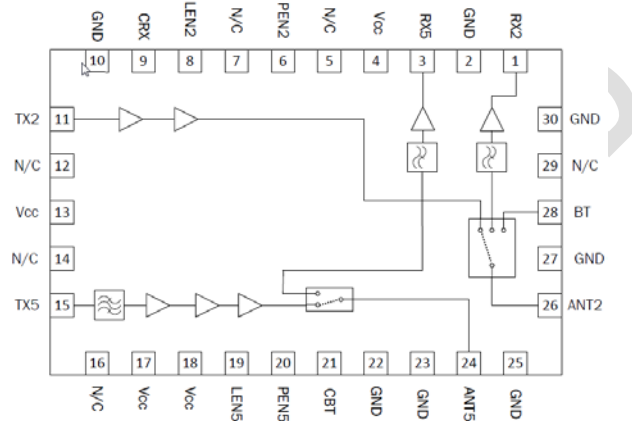 GND CRX LEN2 N/C PEN2 N/C Vcc RX5 GND RX2
10 9 8 7 6 5 4 3 2 1
TX2 11 30 GND
N/C 12 29 N/C
Vcc 13 28 BT
N/C 14 27 GND
TX5 15 26 ANT2
16 17 18 19 20 21 22 23 24 25
N/C Vcc Vcc LEN5 PEN5 CBT GND GND ANT5 GND